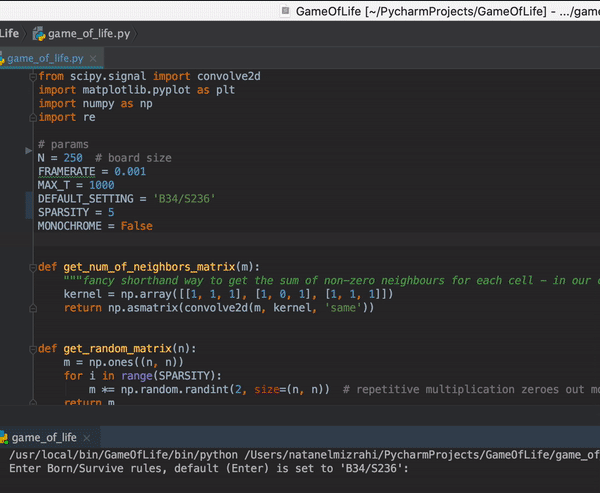 GameOfLife [~/PycharmProjects/GameOfLife] - .../game
Life game_of_life.py
game_of_life.py
from scipy.signal import convolve2d
import matplotlib.pyplot as plt
import numpy as np
import re
# params
N = 250  # board size
FRAMERATE = 0.001
MAX_T = 1000
DEFAULT_SETTING = 'B34/S236'
SPARSITY = 5
MONOCHROME = False
def get_num_of_neighbors_matrix(m):
    """fancy shorthand way to get the sum of non-zero neighbours for each cell - in our
    kernel = np.array([[1, 1, 1], [1, 0, 1], [1, 1, 1]])
    return np.asmatrix(convolve2d(m, kernel, 'same'))
def get_random_matrix(n):
    m = np.ones((n, n))
    for i in range(SPARSITY):
        m *= np.random.randint(2, size=(n, n))  # repetitive multiplication zeroes out mo
    return m
game_of_life
/usr/local/bin/GameOfLife/bin/python /Users/natanelmizrahi/PycharmProjects/GameOfLife/game_of
Enter Born/Survive rules, default (Enter) is set to 'B34/S236':